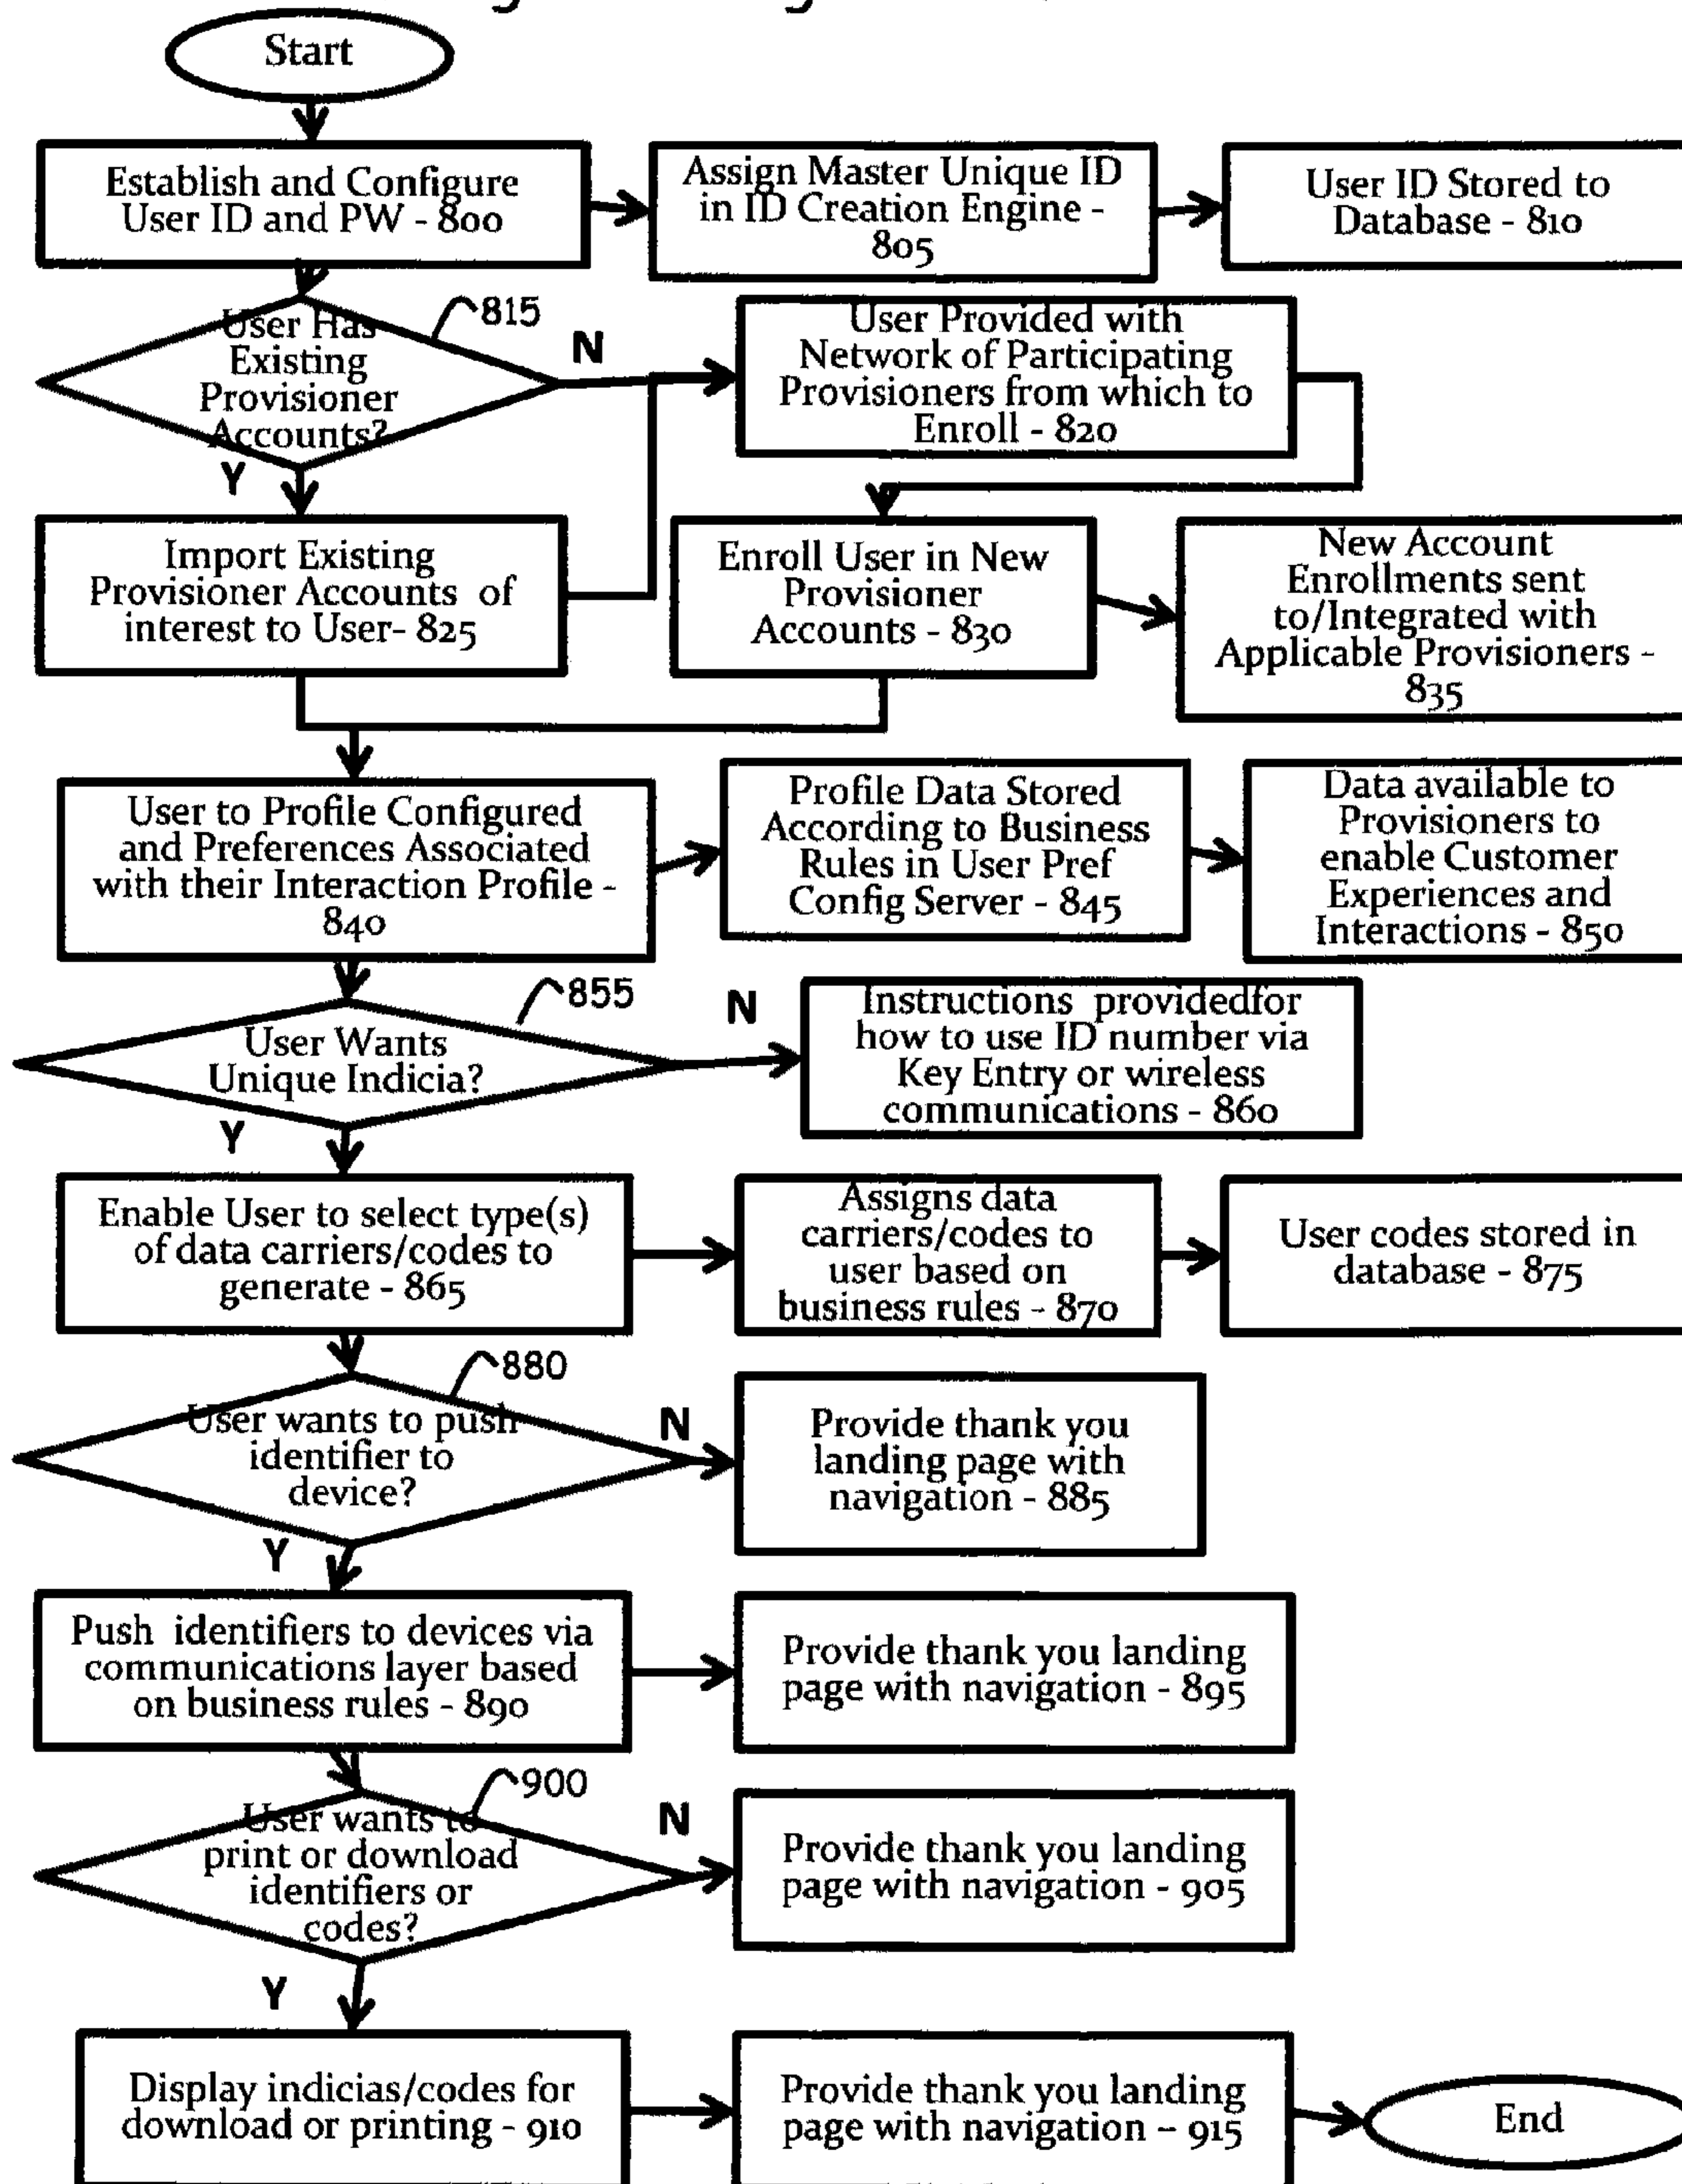 Start
Establish and Configure
User ID and PW - 800
Assign Master Unique ID
in ID Creation Engine -
805
User ID Stored to
Database - 810
815
User Has
Existing
Provisioner
Accounts?
N
Y
User Provided with
Network of Participating
Provisioners from which to
Enroll - 820
Import Existing
Provisioner Accounts of
interest to User- 825
Enroll User in New
Provisioner
Accounts - 830
New Account
Enrollments sent
to/Integrated with
Applicable Provisioners -
835
User to Profile Configured
and Preferences Associated
with their Interaction Profile -
840
Profile Data Stored
According to Business
Rules in User Pref
Config Server - 845
Data available to
Provisioners to
enable Customer
Experiences and
Interactions - 850
855
User Wants
Unique Indicia?
N
Y
Instructions providedfor
how to use ID number via
Key Entry or wireless
communications - 860
Enable User to select type(s)
of data carriers/codes to
generate - 865
Assigns data
carriers/codes to
user based on
business rules - 870
User codes stored in
database - 875
880
User wants to push
identifier to
device?
N
Y
Provide thank you
landing page with
navigation - 885
Push identifiers to devices via
communications layer based
on business rules - 890
Provide thank you landing
page with navigation - 895
900
User wants to
print or download
identifiers or
codes?
N
Y
Provide thank you landing
page with navigation - 905
Display indicias/codes for
download or printing - 910
Provide thank you landing
page with navigation – 915
End